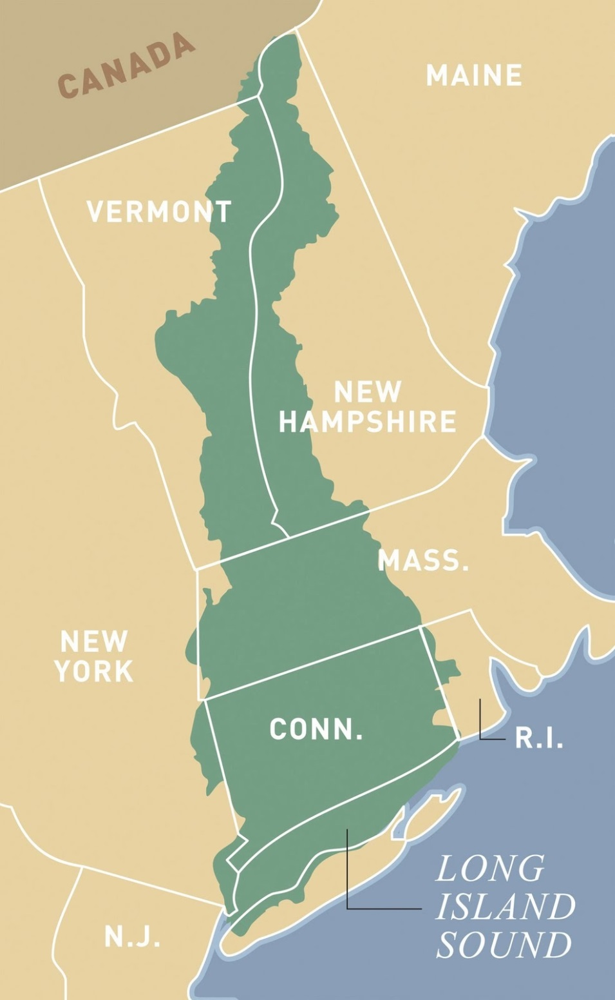 CANADA
MAINE
VERMONT
NEW
HAMPSHIRE
MASS.
NEW
YORK
CONN.
R.I.
LONG
ISLAND
SOUND
N.J.